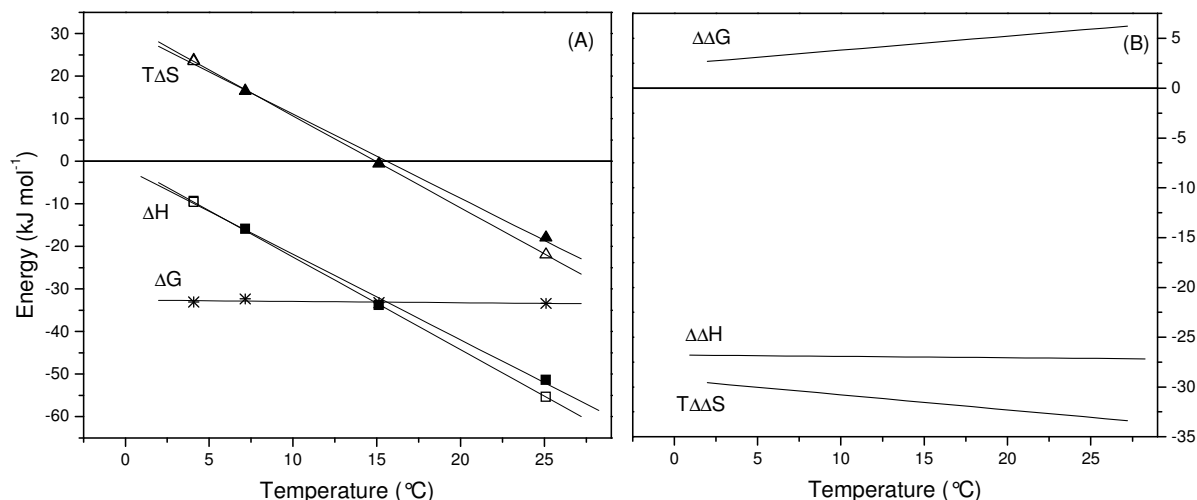 30
20
10
0
-10
-20
-30
-40
-50
-60
Energy (kJ mol⁻¹)
(A)
TΔS
ΔH
ΔG
0 5 10 15 20 25
Temperature (°C)
(B)
ΔΔG
ΔΔH
TΔΔS
5
0
-5
-10
-15
-20
-25
-30
-35
0 5 10 15 20 25
Temperature (°C)